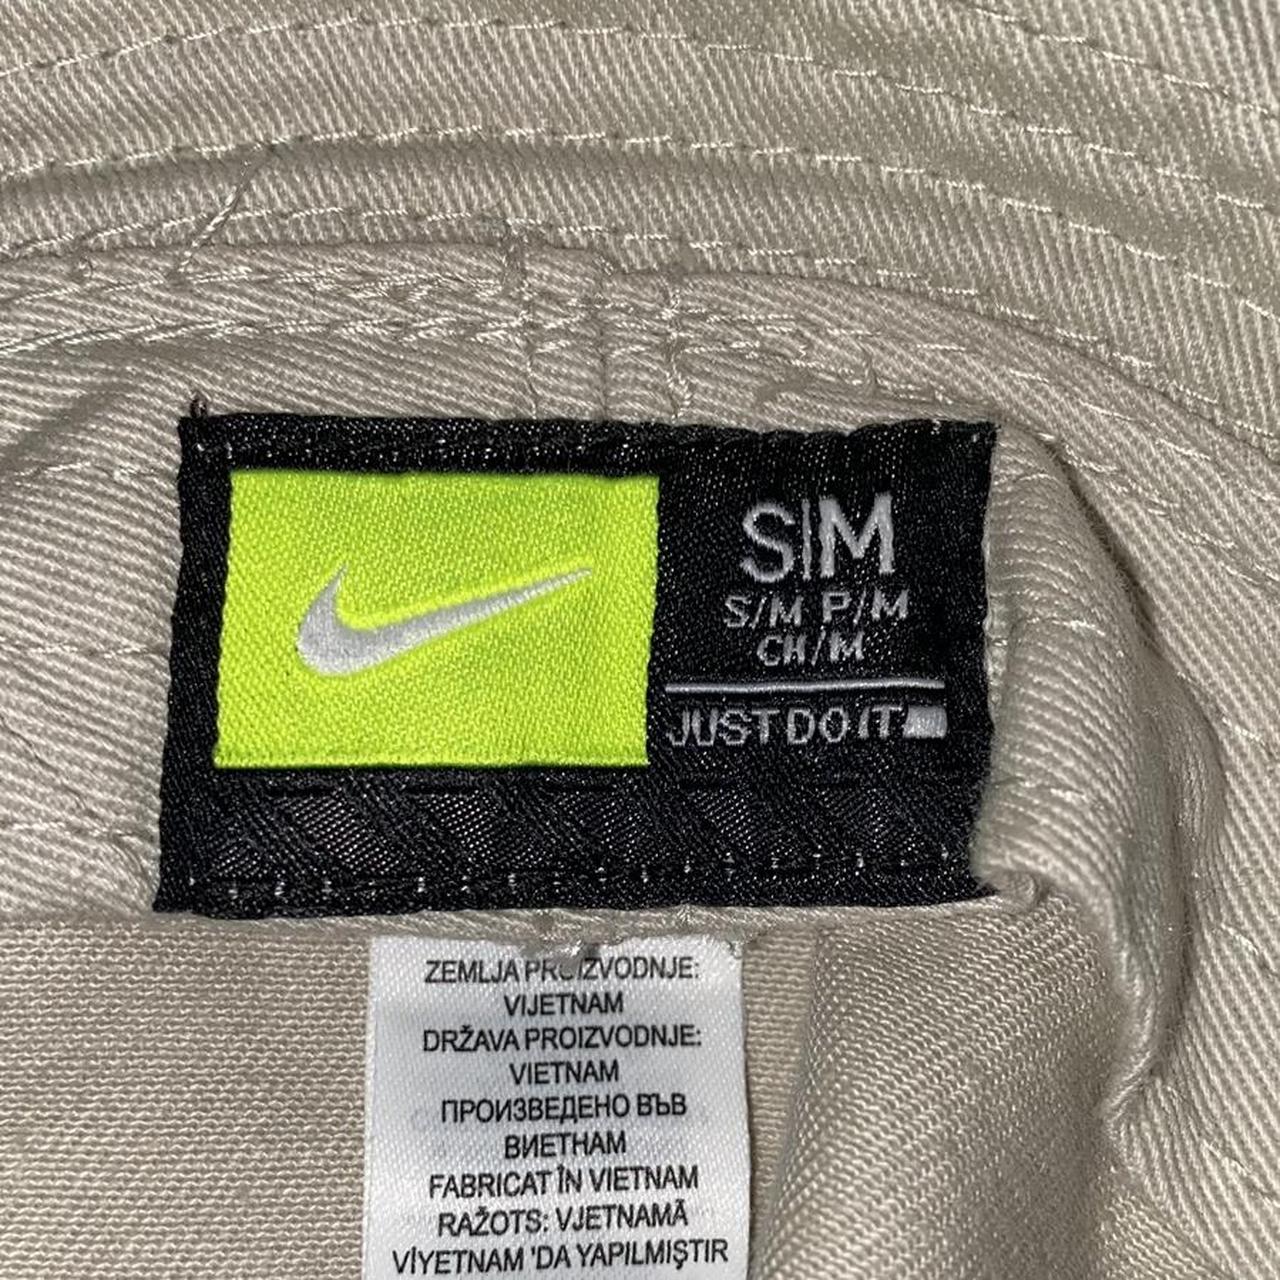 S|M
S/M P/M
CH/M
JUST DO IT
ZEMLJA PROIZVODNJE:
VIJETNAM
DRŽAVA PROIZVODNJE:
VIETNAM
ПРОИЗВЕДЕНО ВЪВ
ВИЕТНАМ
FABRICAT ÎN VIETNAM
RAŽOTS: VJETNAMĀ
VİYETNAM 'DA YAPILMIŞTIR